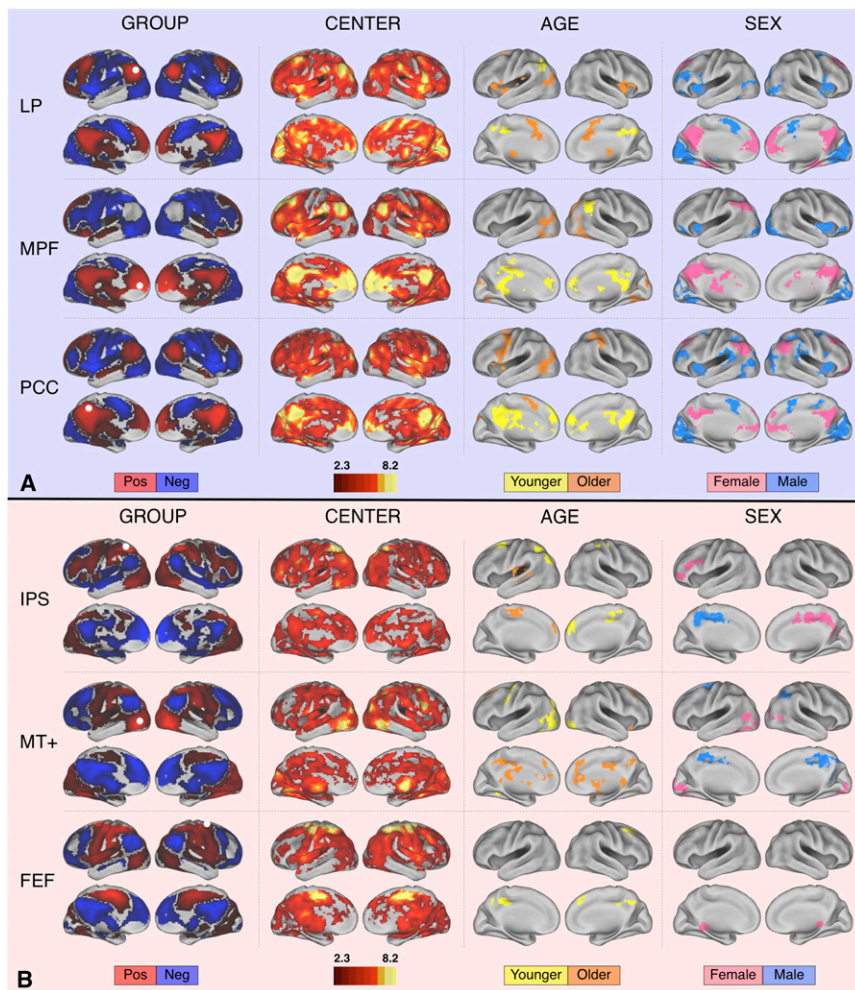 GROUP CENTER AGE SEX
LP
MPF
PCC
2.3 8.2
A Pos Neg Younger Older Female Male
GROUP CENTER AGE SEX
IPS
MT+
FEF
2.3 8.2
B Pos Neg Younger Older Female Male